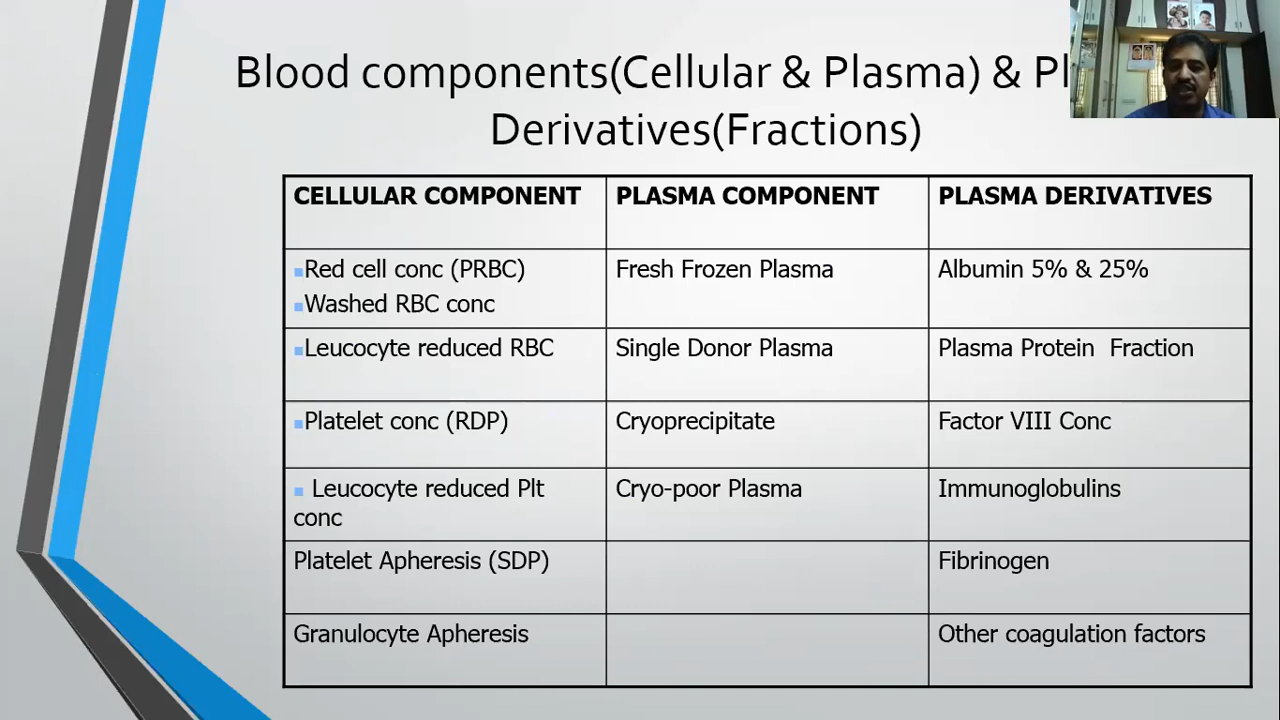 Blood components(Cellular & Plasma) & Pl
Derivatives(Fractions)
CELLULAR COMPONENT PLASMA COMPONENT PLASMA DERIVATIVES
▪Red cell conc (PRBC) Fresh Frozen Plasma Albumin 5% & 25%
▪Washed RBC conc
▪Leucocyte reduced RBC Single Donor Plasma Plasma Protein Fraction
▪Platelet conc (RDP) Cryoprecipitate Factor VIII Conc
▪ Leucocyte reduced Plt Cryo-poor Plasma Immunoglobulins
conc
Platelet Apheresis (SDP) Fibrinogen
Granulocyte Apheresis Other coagulation factors